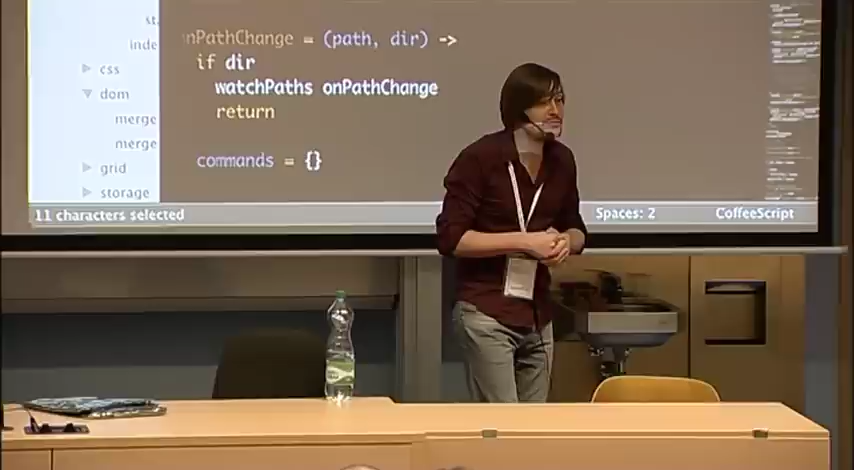 st
index
css
dom
merge
merge
grid
storage
onPathChange = (path, dir) ->
if dir
watchPaths onPathChange
return
commands = {}
11 characters selected
Spaces: 2
CoffeeScript